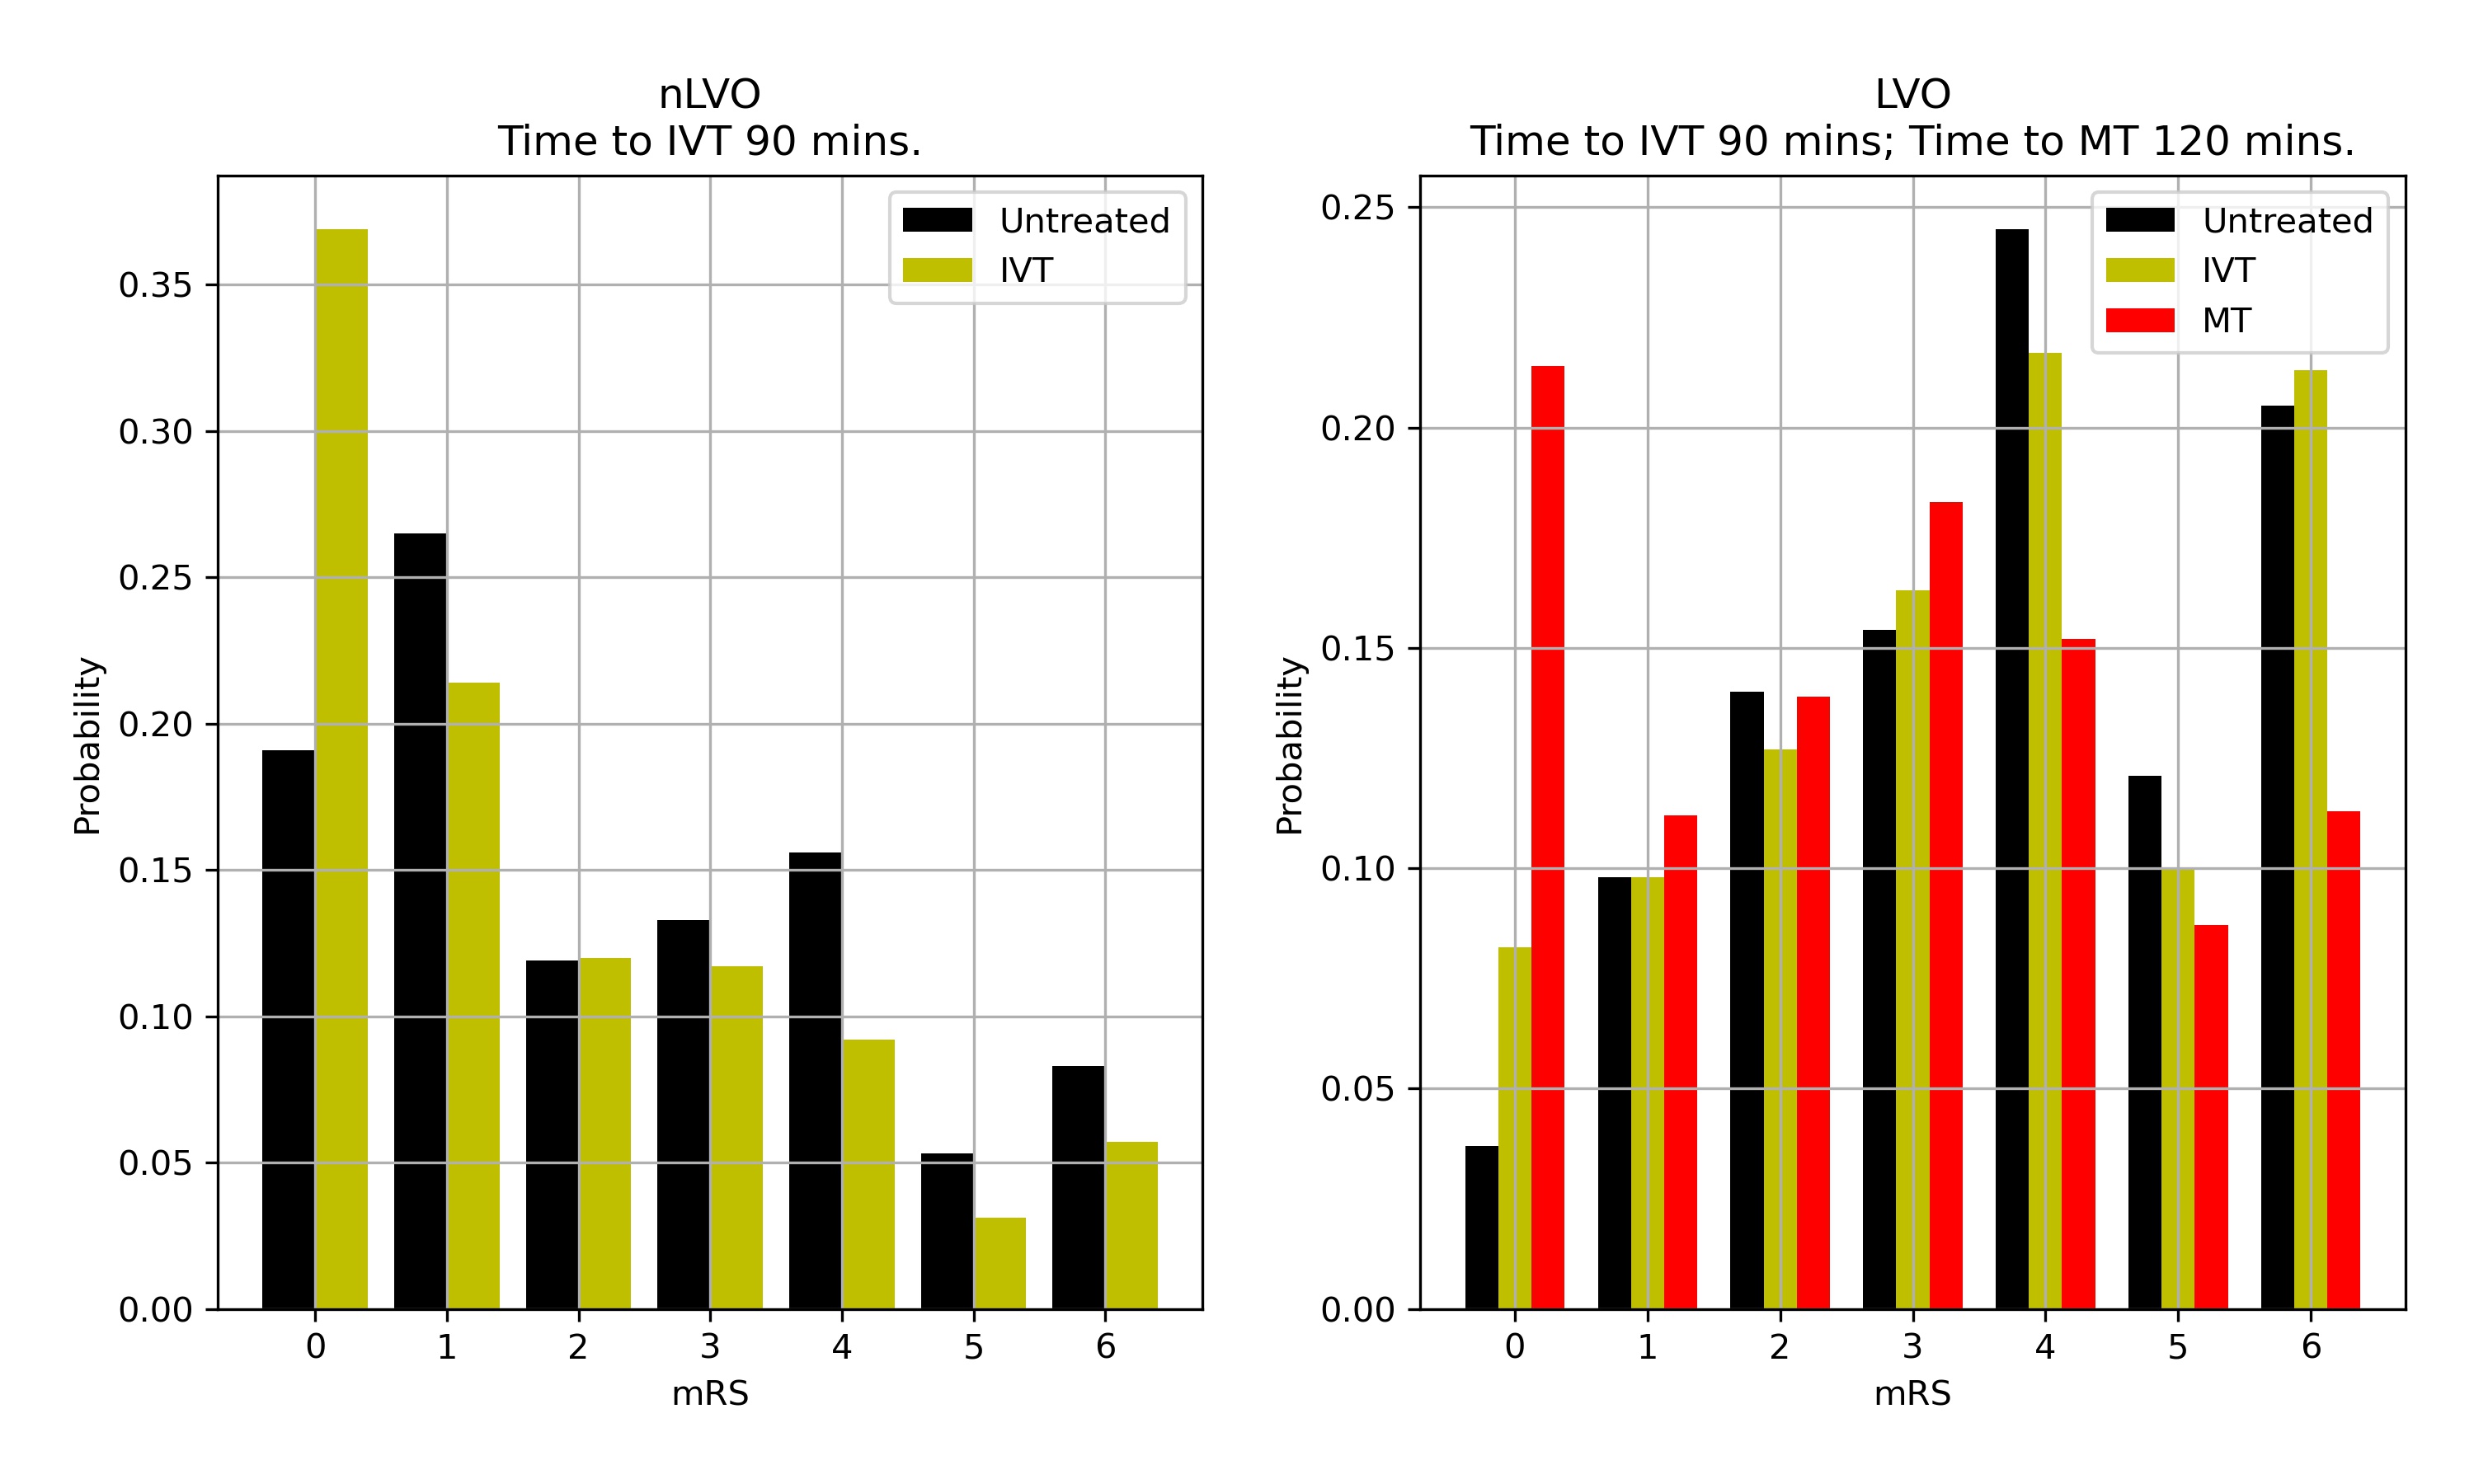 nLVO
Time to IVT 90 mins.
Untreated
IVT
0.35
0.30
0.25
0.20
0.15
0.10
0.05
0.00
Probability
0 1 2 3 4 5 6
mRS
LVO
Time to IVT 90 mins; Time to MT 120 mins.
Untreated
IVT
MT
0.25
0.20
0.15
0.10
0.05
0.00
Probability
0 1 2 3 4 5 6
mRS